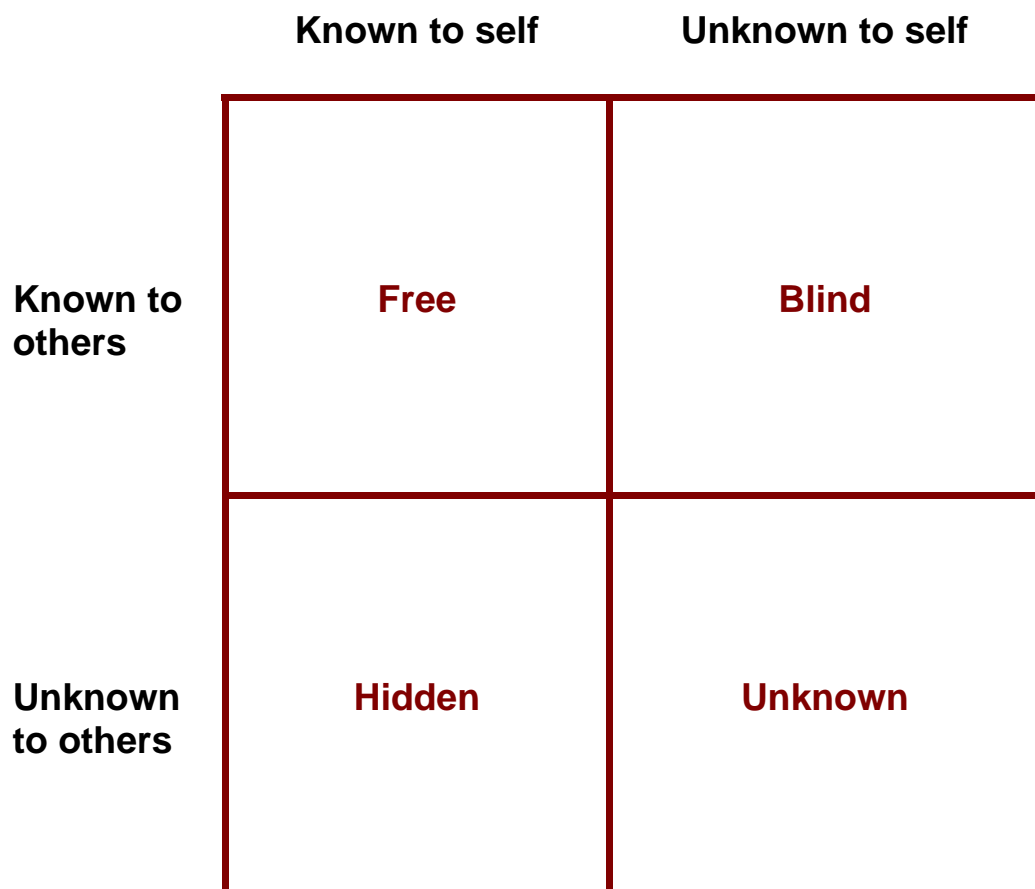 Known to self Unknown to self
Known to
others
Free Blind
Unknown
to others
Hidden Unknown